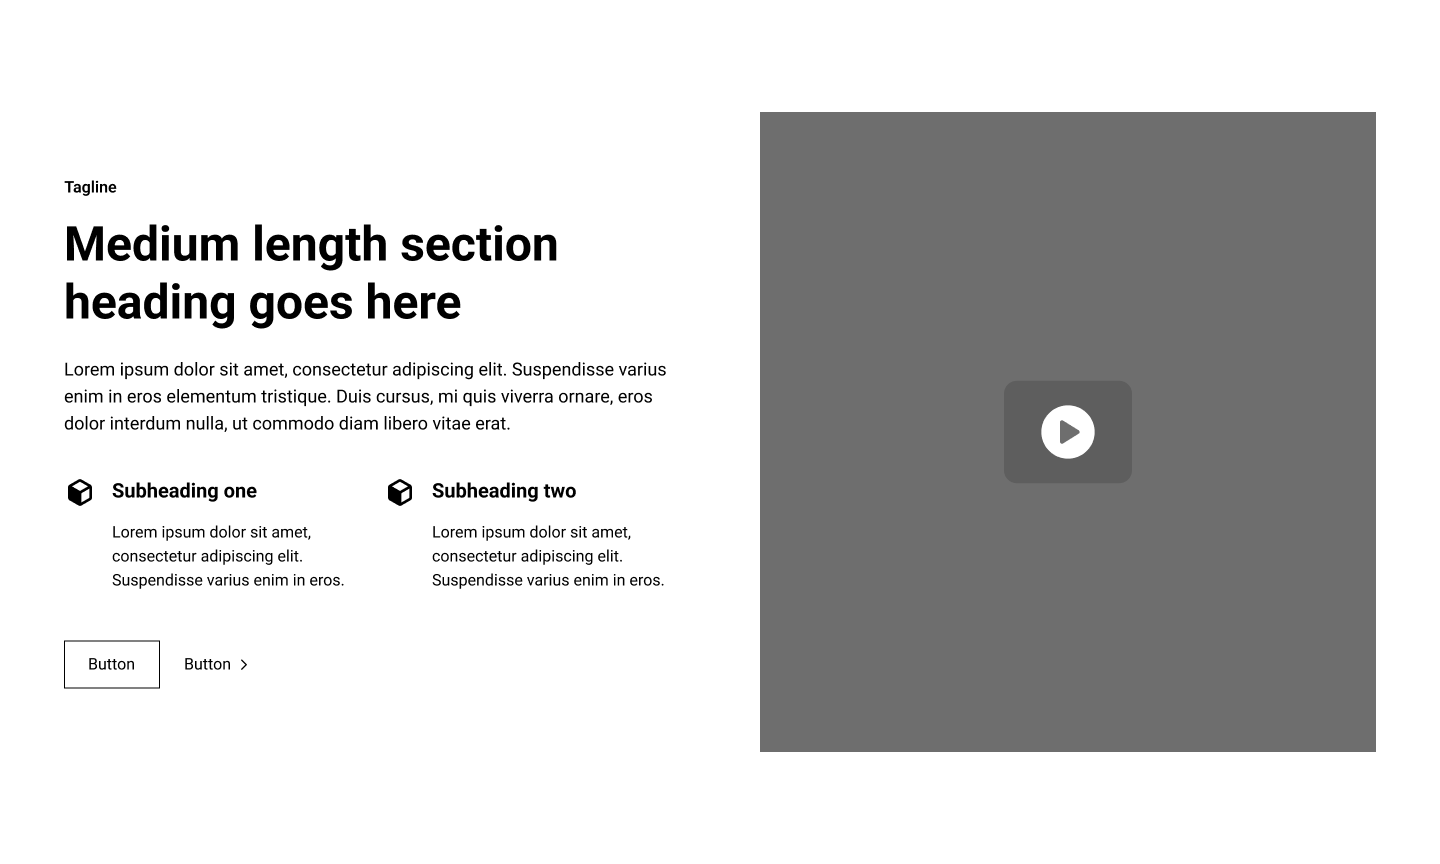 Tagline
Medium length section
heading goes here
Lorem ipsum dolor sit amet, consectetur adipiscing elit. Suspendisse varius
enim in eros elementum tristique. Duis cursus, mi quis viverra ornare, eros
dolor interdum nulla, ut commodo diam libero vitae erat.
Subheading one
Lorem ipsum dolor sit amet,
consectetur adipiscing elit.
Suspendisse varius enim in eros.
Subheading two
Lorem ipsum dolor sit amet,
consectetur adipiscing elit.
Suspendisse varius enim in eros.
Button
Button